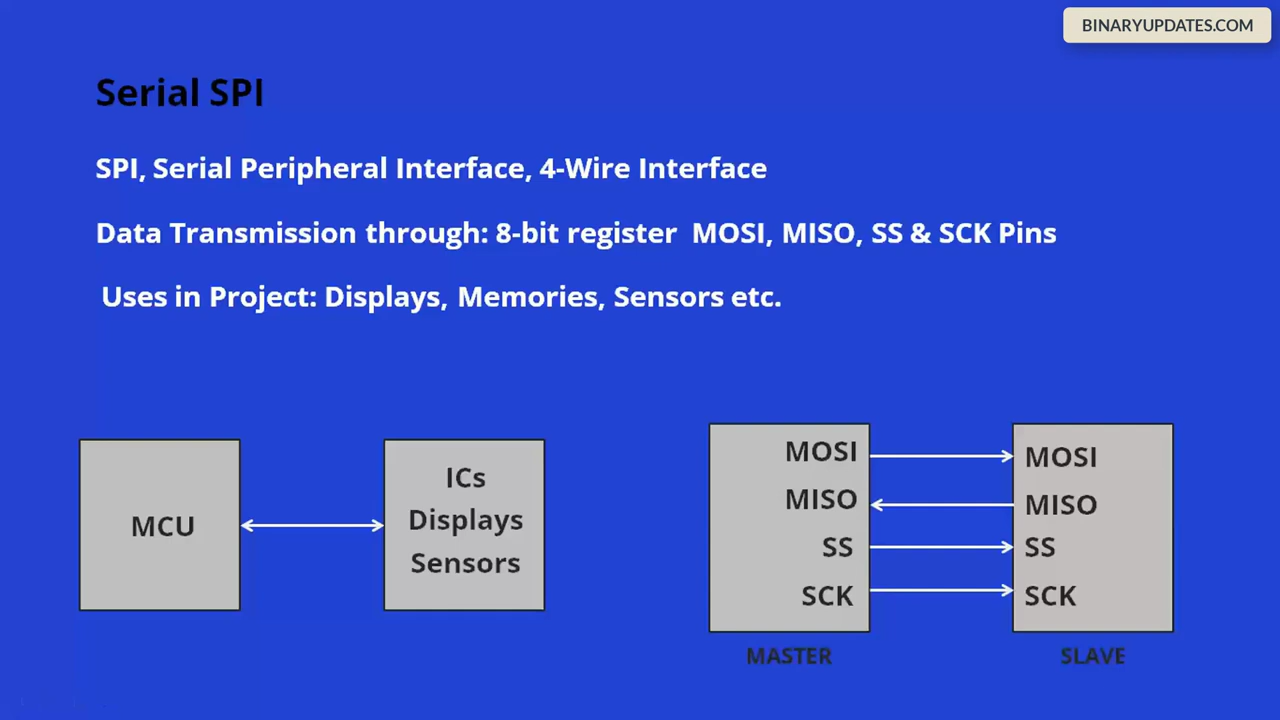 BINARYUPDATES.COM
Serial SPI
SPI, Serial Peripheral Interface, 4-Wire Interface
Data Transmission through: 8-bit register  MOSI, MISO, SS & SCK Pins
Uses in Project: Displays, Memories, Sensors etc.
MCU
ICs
Displays
Sensors
MOSI
MISO
SS
SCK
MASTER
MOSI
MISO
SS
SCK
SLAVE